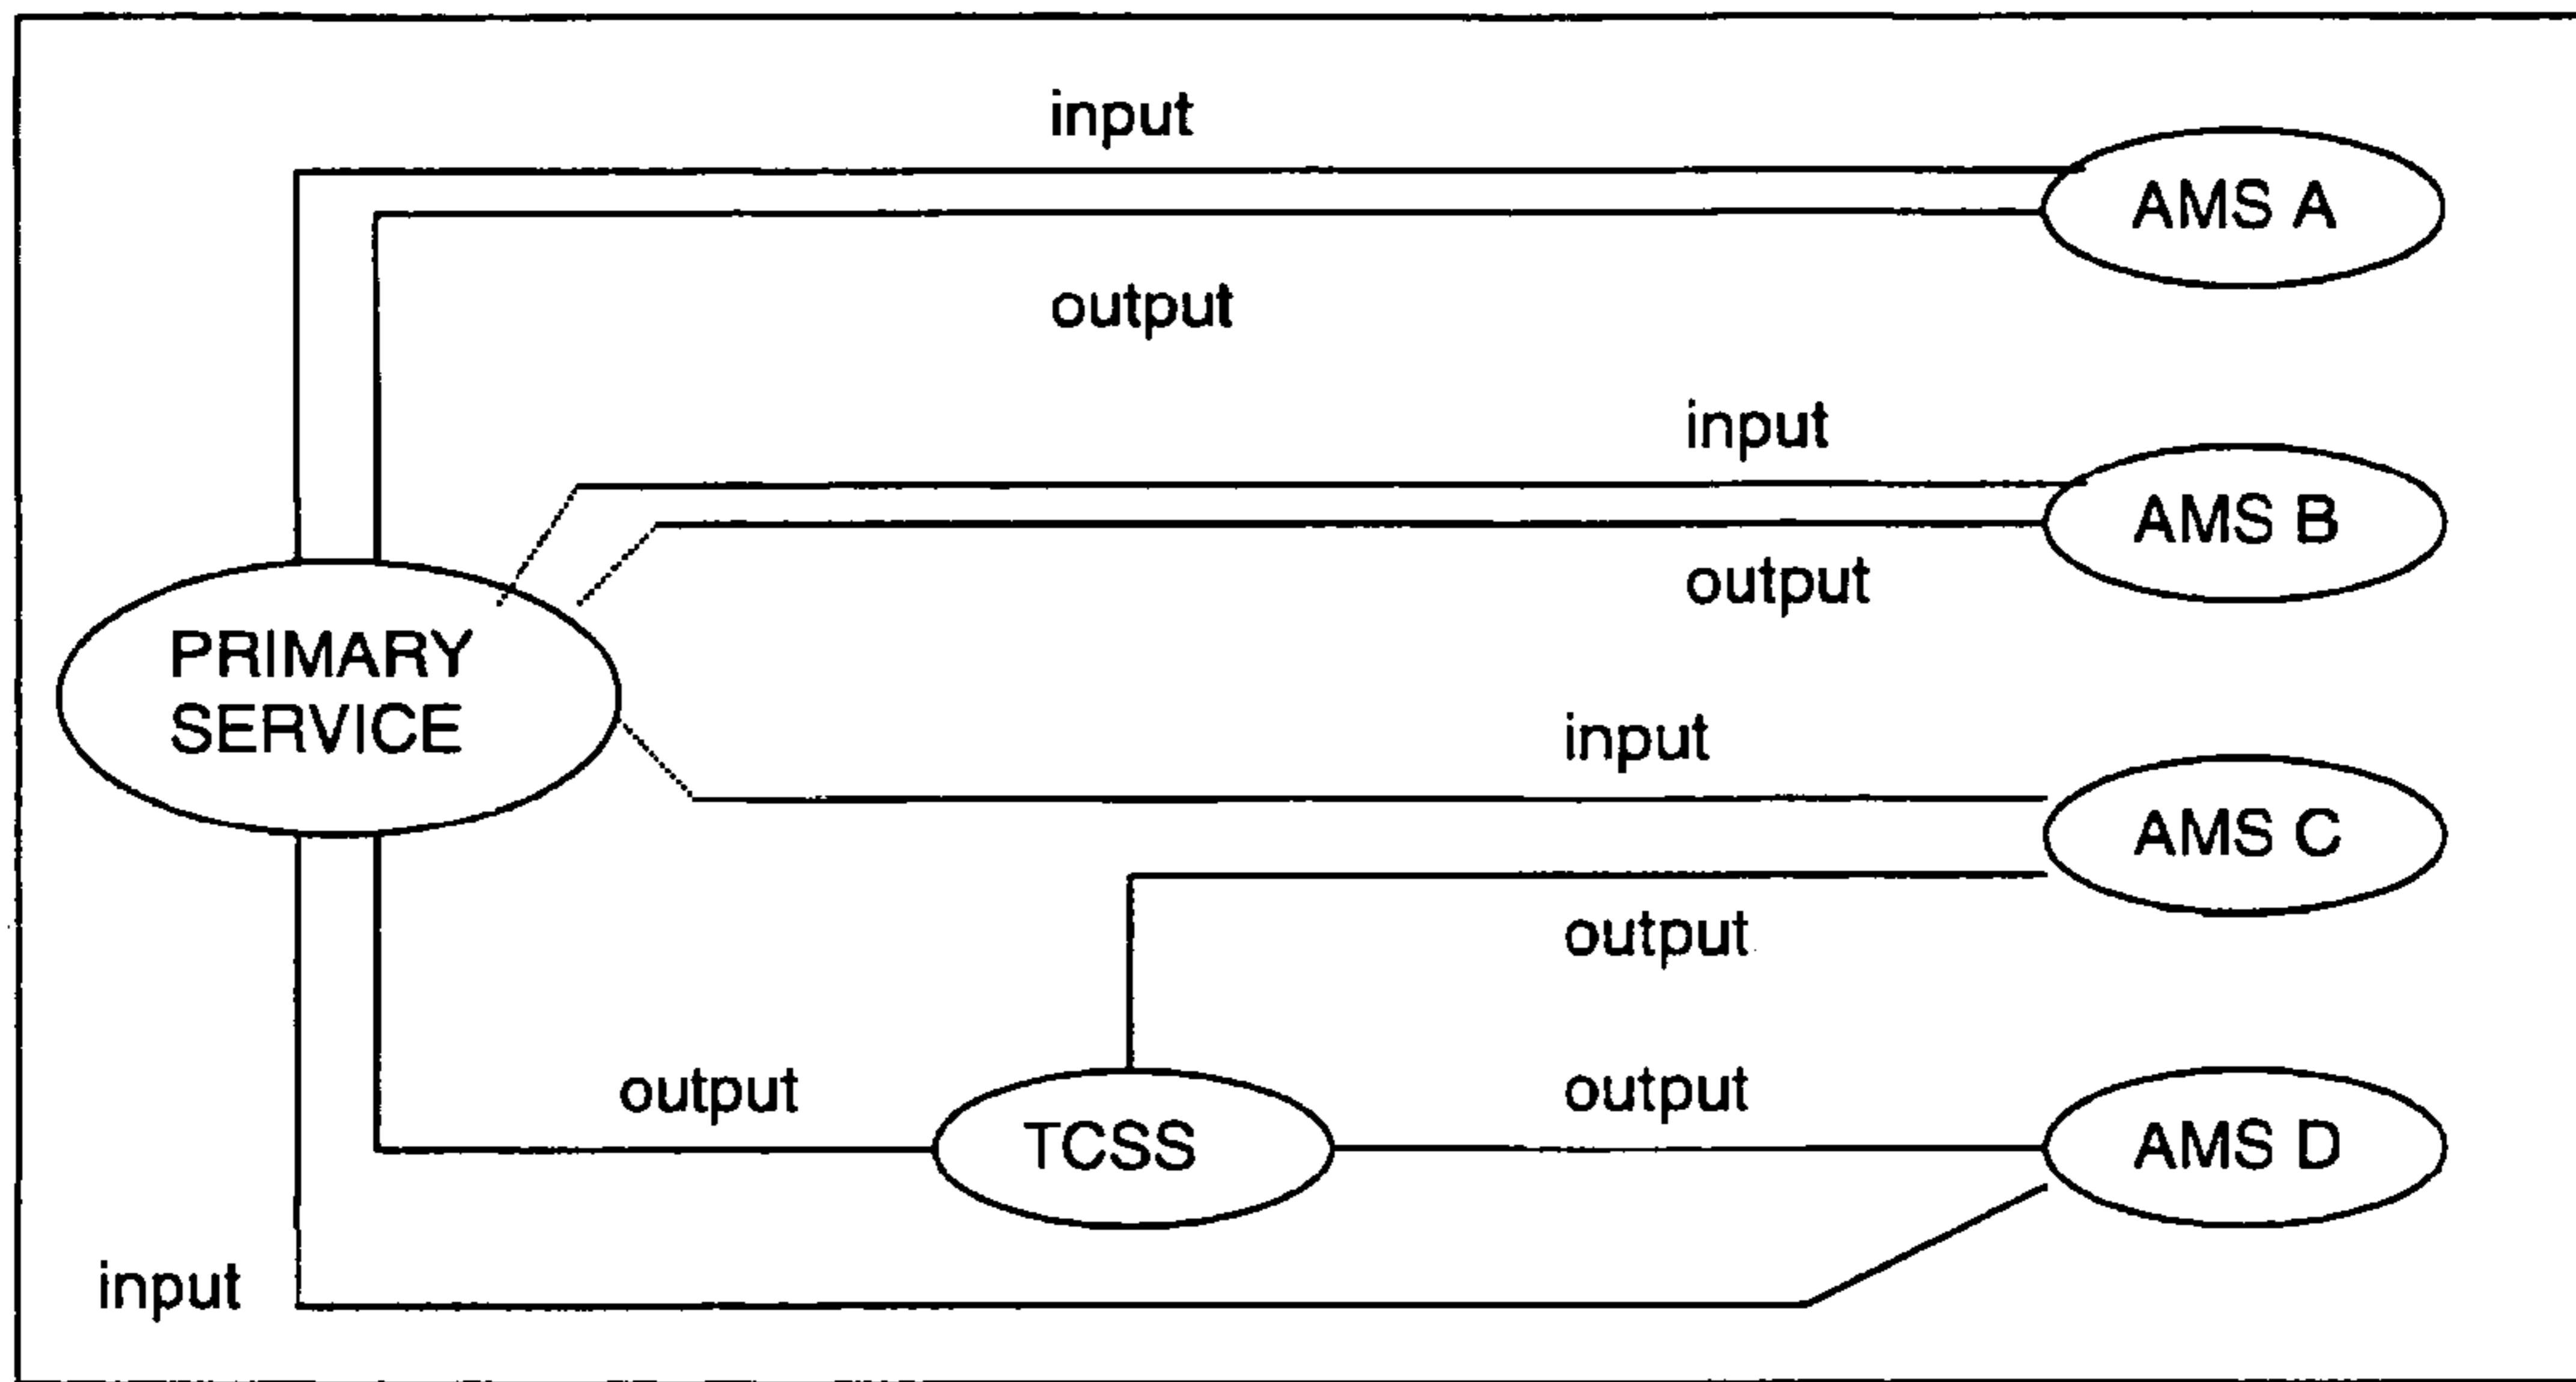 input
AMS A
output
input
AMS B
output
PRIMARY
SERVICE
input
AMS C
output
output
output
TCSS
AMS D
input